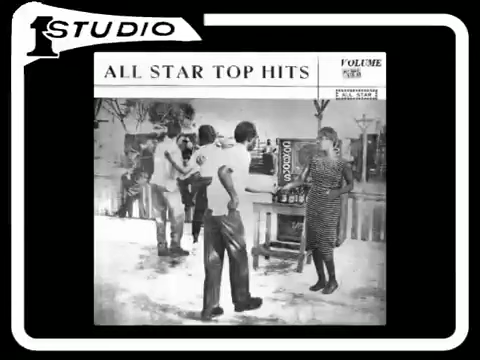 1 STUDIO
ALL STAR TOP HITS
VOLUME
ALL STAR